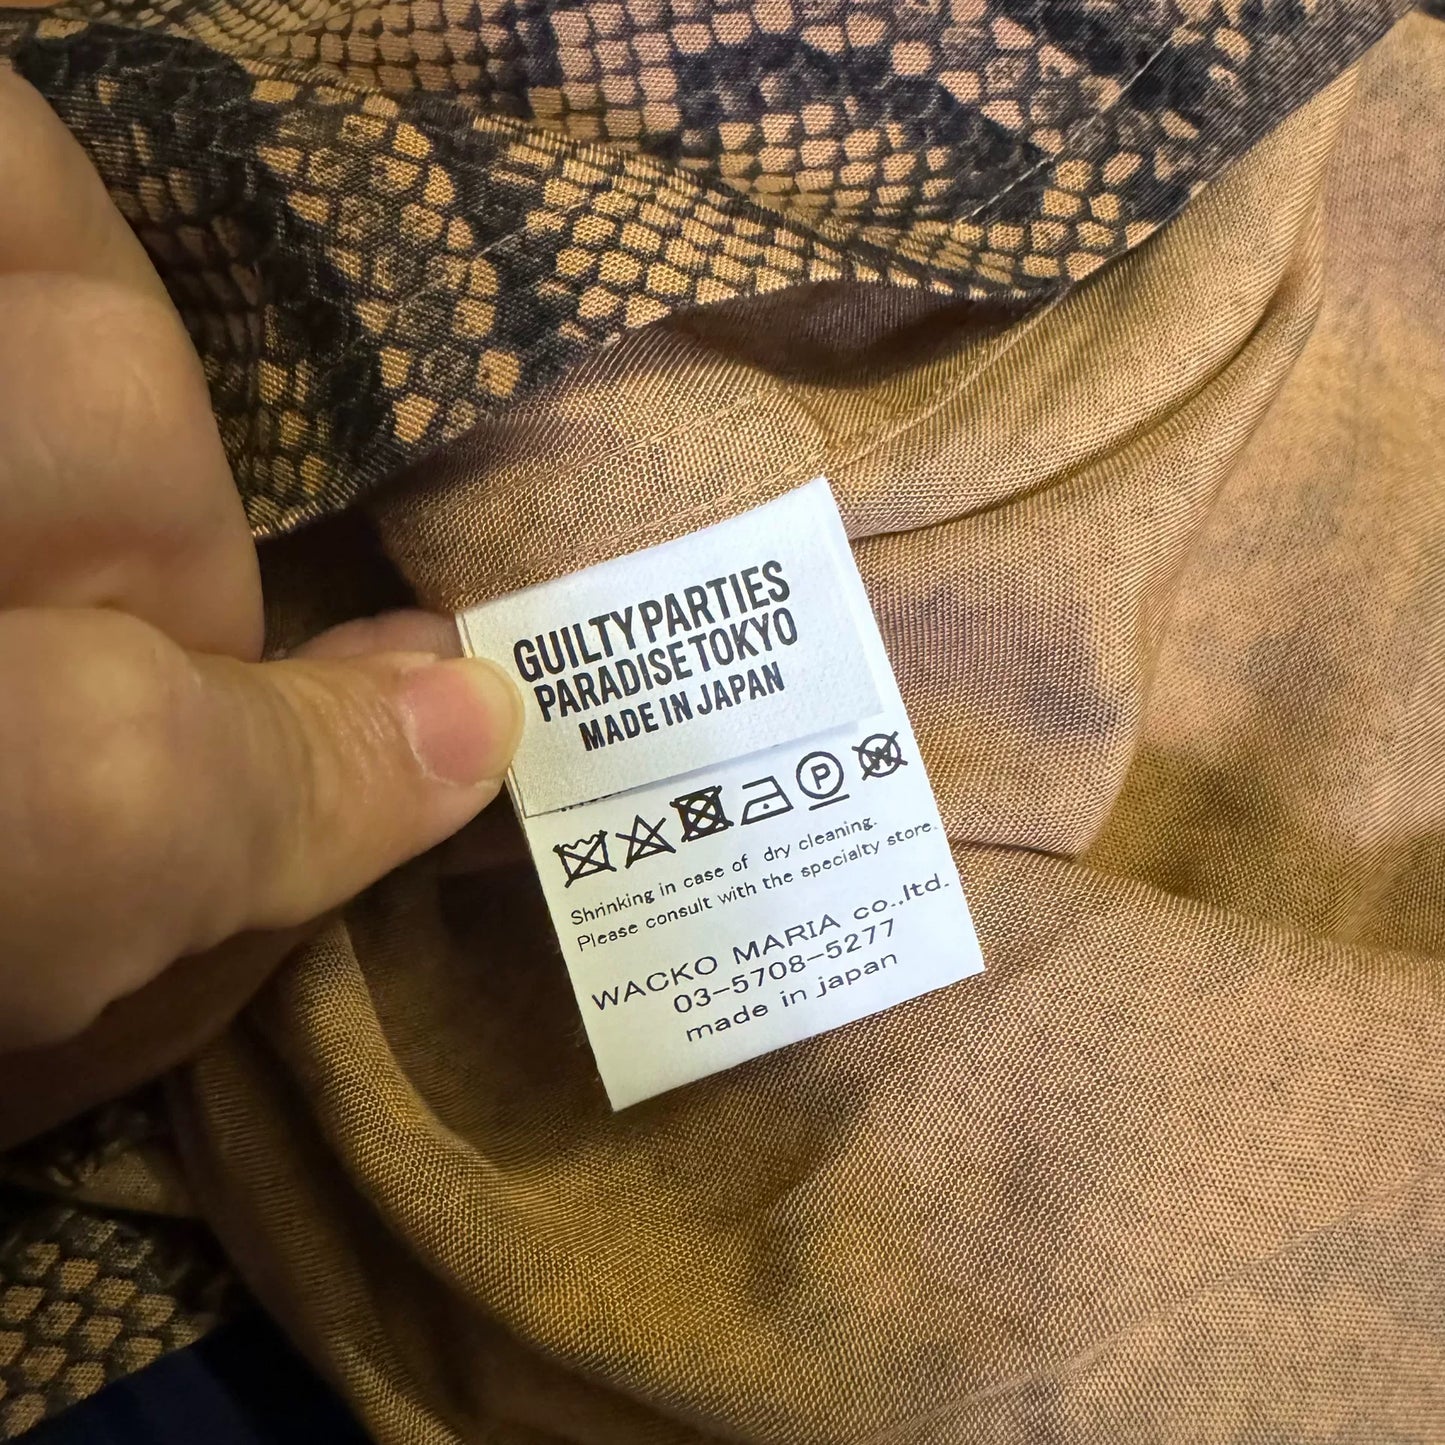 GUILTY PARTIES
PARADISE TOKYO
MADE IN JAPAN
P W
Shrinking in case of dry cleaning.
Please consult with the specialty store.
WACKO MARIA co.,ltd.
03-5708-5277
made in japan